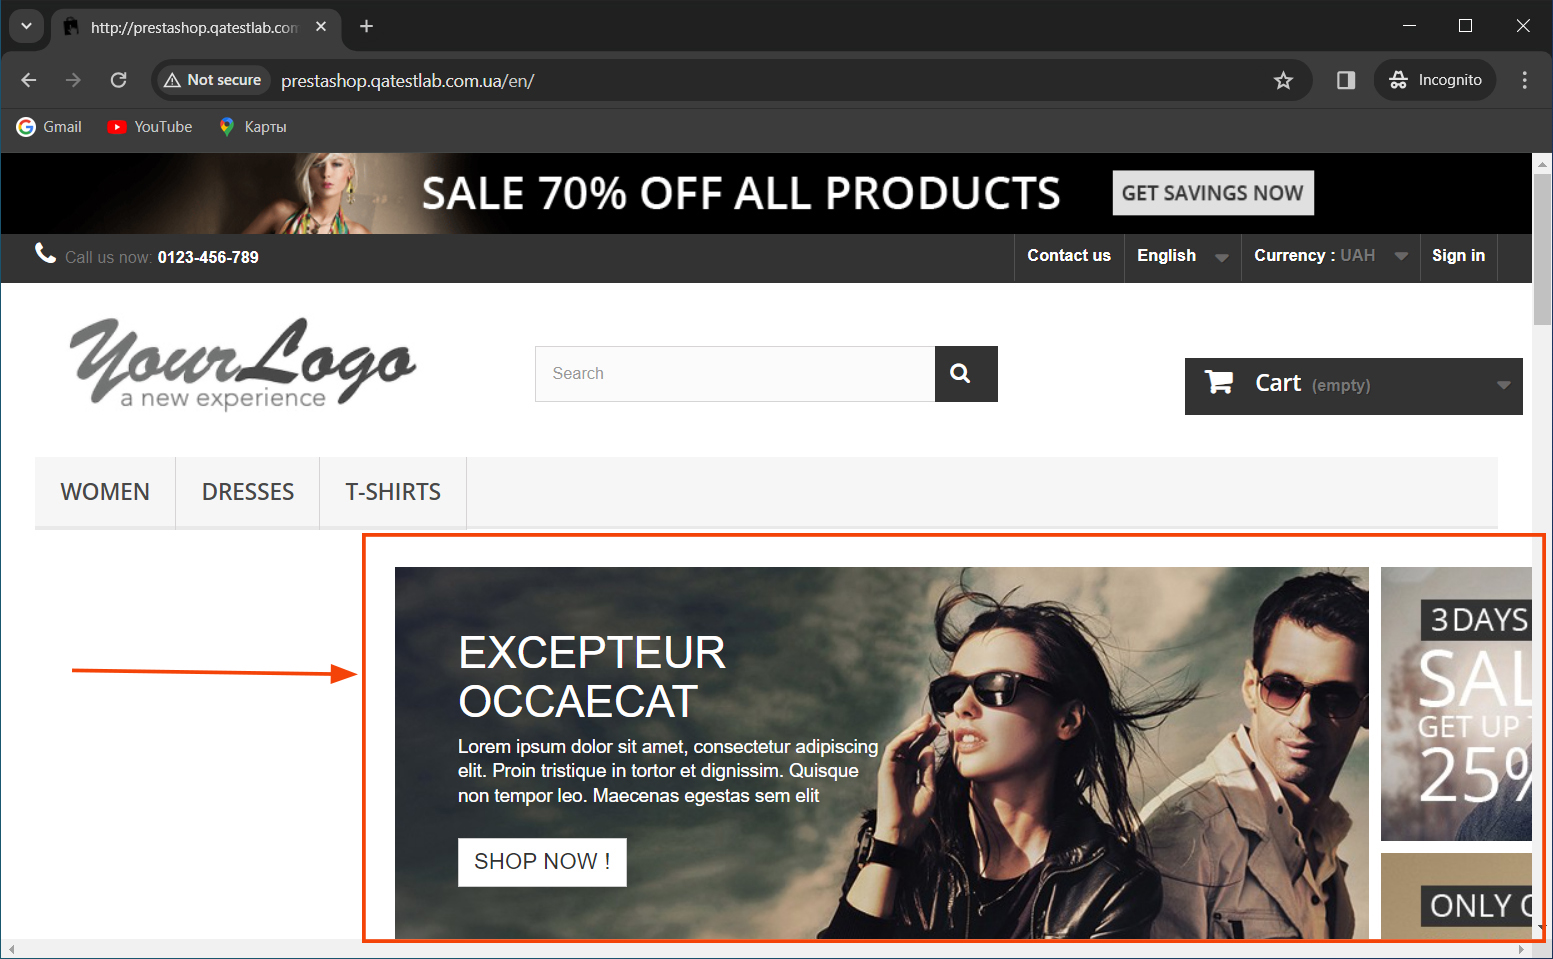 http://prestashop.qatestlab.com
Not secure
prestashop.qatestlab.com.ua/en/
Incognito
Gmail
YouTube
Карты
SALE 70% OFF ALL PRODUCTS
GET SAVINGS NOW
Call us now: 0123-456-789
Contact us
English
Currency : UAH
Sign in
YourLogo
a new experience
Search
Cart (empty)
WOMEN
DRESSES
T-SHIRTS
EXCEPTEUR
OCCAECAT
Lorem ipsum dolor sit amet, consectetur adipiscing
elit. Proin tristique in tortor et dignissim. Quisque
non tempor leo. Maecenas egestas sem elit
SHOP NOW !
3 DAYS
SAL
GET UP
25%
ONLY